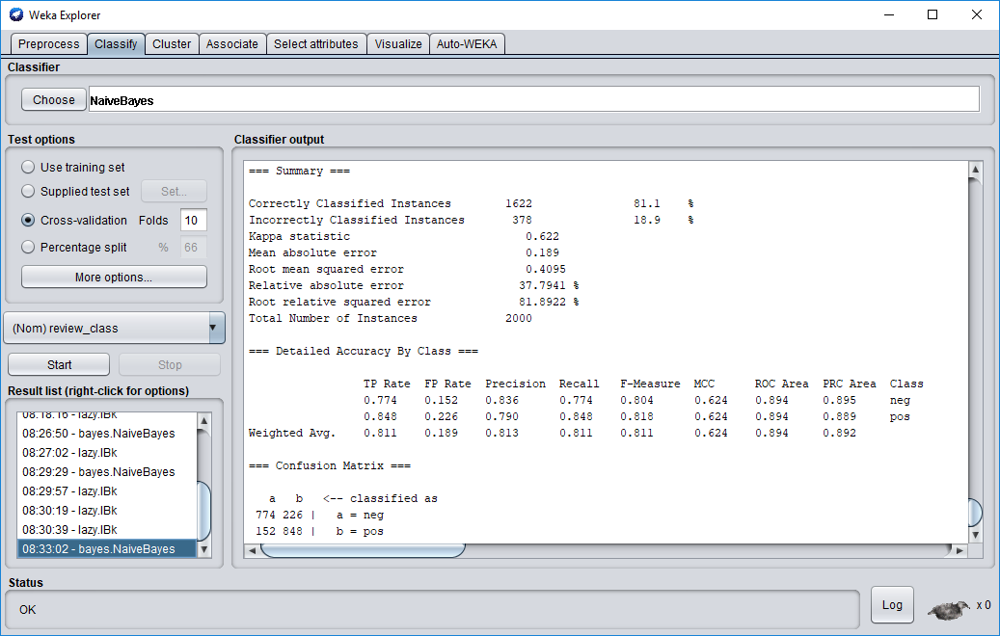 Weka Explorer
Preprocess Classify Cluster Associate Select attributes Visualize Auto-WEKA
Classifier
Choose NaiveBayes
Test options
Use training set
Supplied test set Set...
Cross-validation Folds 10
Percentage split % 66
More options...
(Nom) review_class
Start Stop
Result list (right-click for options)
08:18:16 - lazy.IBk
08:26:50 - bayes.NaiveBayes
08:27:02 - lazy.IBk
08:29:29 - bayes.NaiveBayes
08:29:57 - lazy.IBk
08:30:19 - lazy.IBk
08:30:39 - lazy.IBk
08:33:02 - bayes.NaiveBayes
Classifier output
=== Summary ===
Correctly Classified Instances 1622 81.1 %
Incorrectly Classified Instances 378 18.9 %
Kappa statistic 0.622
Mean absolute error 0.189
Root mean squared error 0.4095
Relative absolute error 37.7941 %
Root relative squared error 81.8922 %
Total Number of Instances 2000
=== Detailed Accuracy By Class ===
TP Rate FP Rate Precision Recall F-Measure MCC ROC Area PRC Area Class
0.774 0.152 0.836 0.774 0.804 0.624 0.894 0.895 neg
0.848 0.226 0.790 0.848 0.818 0.624 0.894 0.889 pos
Weighted Avg. 0.811 0.189 0.813 0.811 0.811 0.624 0.894 0.892
=== Confusion Matrix ===
a b <-- classified as
774 226 | a = neg
152 848 | b = pos
Status
OK
Log
x 0